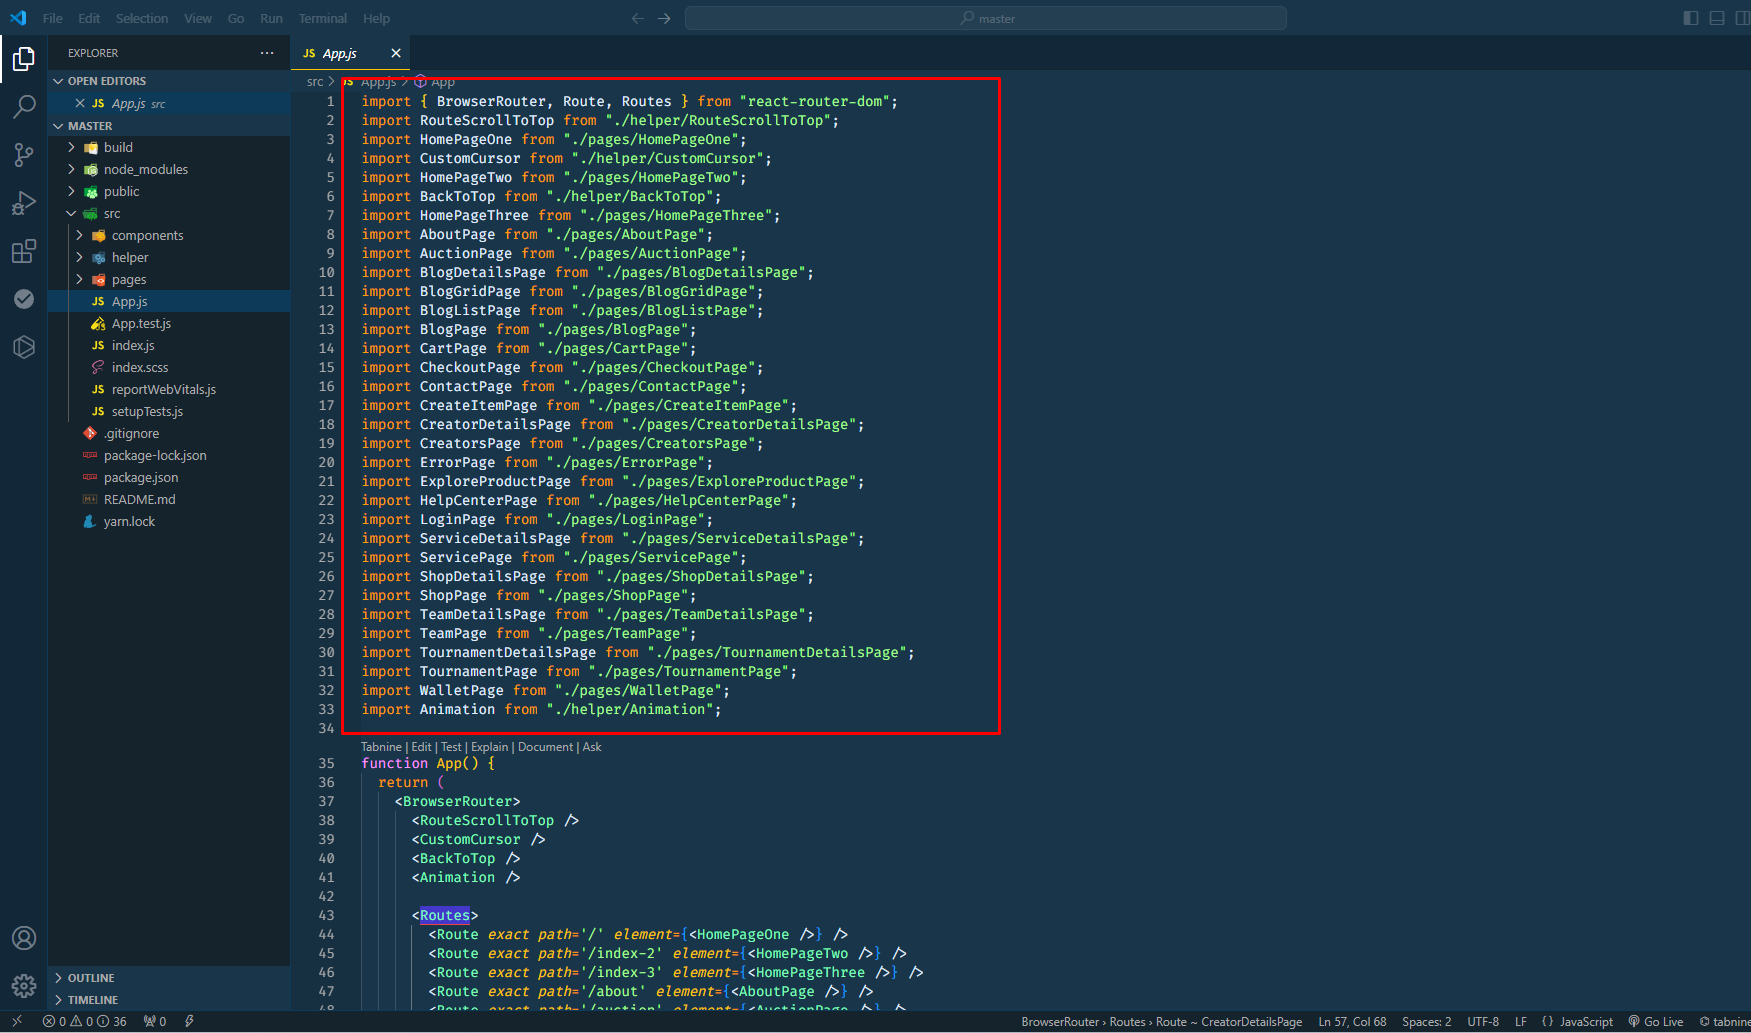 File Edit Selection View Go Run Terminal Help
master
EXPLORER
OPEN EDITORS
JS App.js src
MASTER
build
node_modules
public
src
components
helper
pages
JS App.js
App.test.js
JS index.js
index.scss
JS reportWebVitals.js
JS setupTests.js
.gitignore
package-lock.json
package.json
README.md
yarn.lock
OUTLINE
TIMELINE
JS App.js
src > JS App.js > App
1 import { BrowserRouter, Route, Routes } from "react-router-dom";
2 import RouteScrollToTop from "./helper/RouteScrollToTop";
3 import HomePageOne from "./pages/HomePageOne";
4 import CustomCursor from "./helper/CustomCursor";
5 import HomePageTwo from "./pages/HomePageTwo";
6 import BackToTop from "./helper/BackToTop";
7 import HomePageThree from "./pages/HomePageThree";
8 import AboutPage from "./pages/AboutPage";
9 import AuctionPage from "./pages/AuctionPage";
10 import BlogDetailsPage from "./pages/BlogDetailsPage";
11 import BlogGridPage from "./pages/BlogGridPage";
12 import BlogListPage from "./pages/BlogListPage";
13 import BlogPage from "./pages/BlogPage";
14 import CartPage from "./pages/CartPage";
15 import CheckoutPage from "./pages/CheckoutPage";
16 import ContactPage from "./pages/ContactPage";
17 import CreateItemPage from "./pages/CreateItemPage";
18 import CreatorDetailsPage from "./pages/CreatorDetailsPage";
19 import CreatorsPage from "./pages/CreatorsPage";
20 import ErrorPage from "./pages/ErrorPage";
21 import ExploreProductPage from "./pages/ExploreProductPage";
22 import HelpCenterPage from "./pages/HelpCenterPage";
23 import LoginPage from "./pages/LoginPage";
24 import ServiceDetailsPage from "./pages/ServiceDetailsPage";
25 import ServicePage from "./pages/ServicePage";
26 import ShopDetailsPage from "./pages/ShopDetailsPage";
27 import ShopPage from "./pages/ShopPage";
28 import TeamDetailsPage from "./pages/TeamDetailsPage";
29 import TeamPage from "./pages/TeamPage";
30 import TournamentDetailsPage from "./pages/TournamentDetailsPage";
31 import TournamentPage from "./pages/TournamentPage";
32 import WalletPage from "./pages/WalletPage";
33 import Animation from "./helper/Animation";
34
Tabnine | Edit | Test | Explain | Document | Ask
35 function App() {
36 return (
37 <BrowserRouter>
38 <RouteScrollToTop />
39 <CustomCursor />
40 <BackToTop />
41 <Animation />
42
43 <Routes>
44 <Route exact path='/' element={<HomePageOne />} />
45 <Route exact path='/index-2' element={<HomePageTwo />} />
46 <Route exact path='/index-3' element={<HomePageThree />} />
47 <Route exact path='/about' element={<AboutPage />} />
48 <Route exact path='/auction' element={<AuctionPage />} />
0 0 36 0 BrowserRouter › Routes › Route ~ CreatorDetailsPage Ln 57, Col 68 Spaces: 2 UTF-8 LF {} JavaScript Go Live tabnine